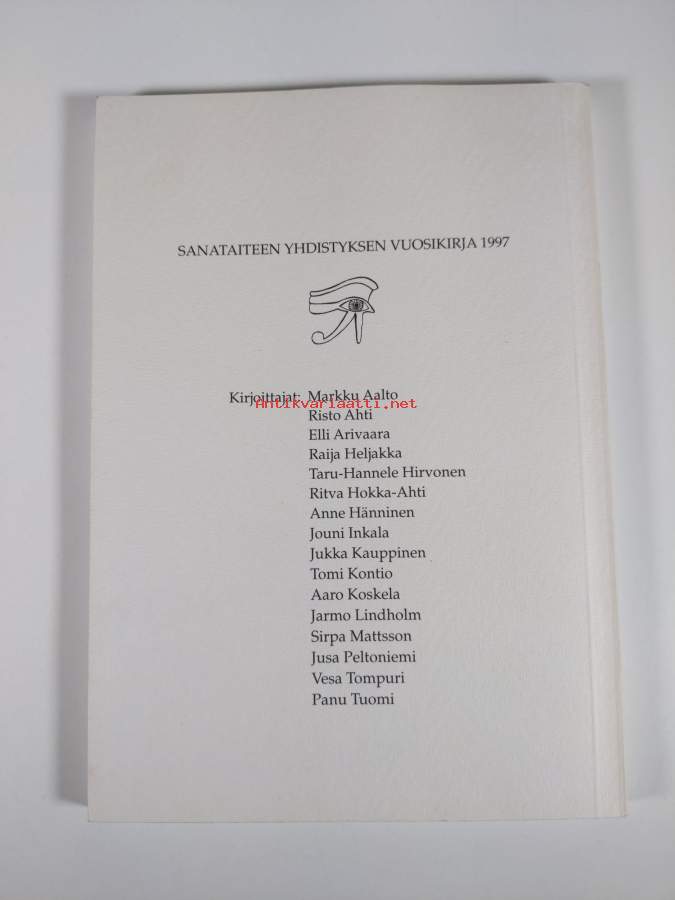 SANATAITEEN YHDISTYKSEN VUOSIKIRJA 1997
Kirjoittajat: Markku Aalto
Antikvariaatti.net
Risto Ahti
Elli Arivaara
Raija Heljakka
Taru-Hannele Hirvonen
Ritva Hokka-Ahti
Anne Hänninen
Jouni Inkala
Jukka Kauppinen
Tomi Kontio
Aaro Koskela
Jarmo Lindholm
Sirpa Mattsson
Jusa Peltoniemi
Vesa Tompuri
Panu Tuomi